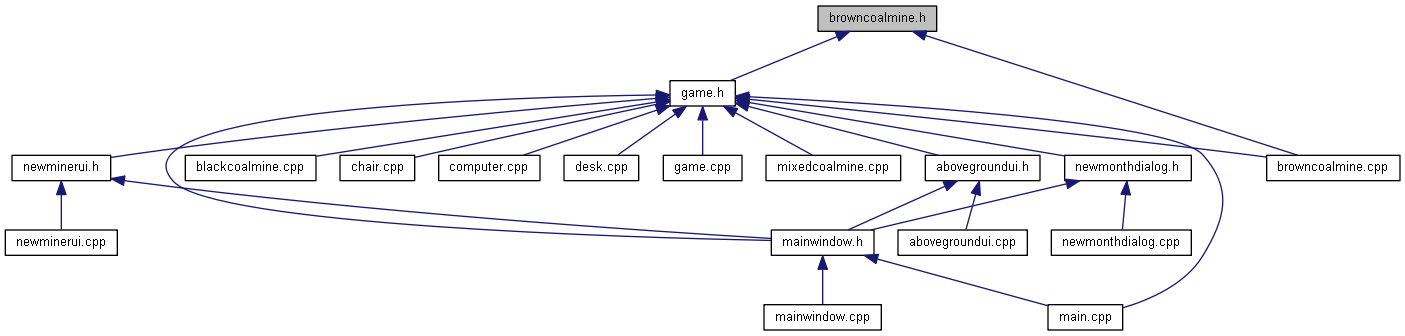 browncoalmine.h
game.h
newminerui.h
blackcoalmine.cpp
chair.cpp
computer.cpp
desk.cpp
game.cpp
mixedcoalmine.cpp
abovegroundui.h
newmonthdialog.h
browncoalmine.cpp
newminerui.cpp
mainwindow.h
abovegroundui.cpp
newmonthdialog.cpp
mainwindow.cpp
main.cpp